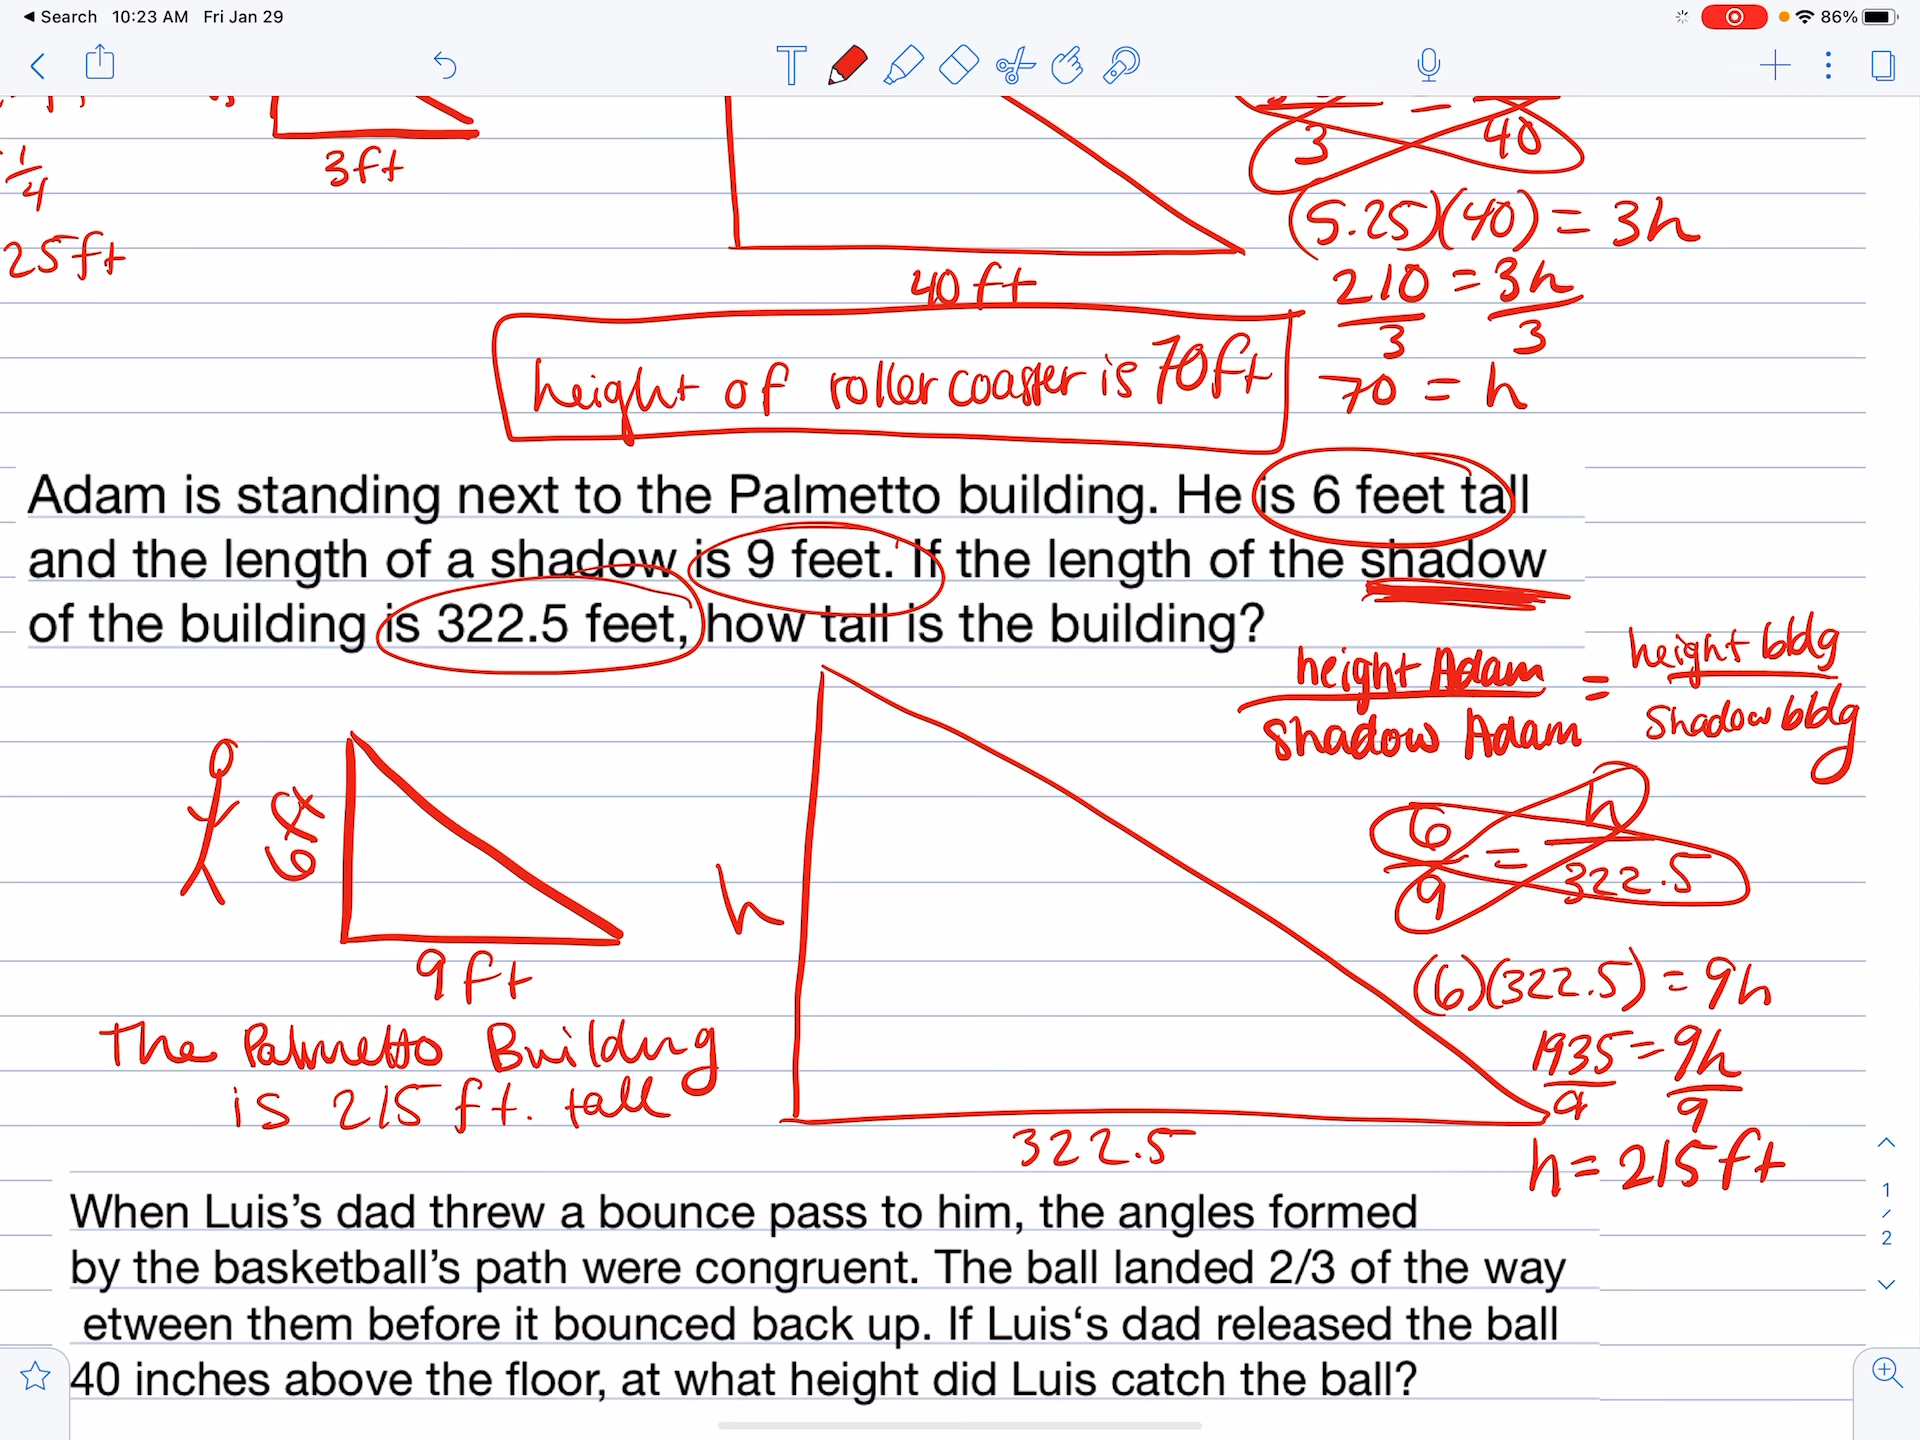 Search 10:23 AM Fri Jan 29
86%
3ft
1/4
25ft
40ft
3 = 40
(5.25)(40) = 3h
210 = 3h
3 3
70 = h
height of roller coaster is 70ft
Adam is standing next to the Palmetto building. He is 6 feet tall
and the length of a shadow is 9 feet. If the length of the shadow
of the building is 322.5 feet, how tall is the building?
height Adam = height bldg
shadow Adam shadow bldg
6 = h
9 322.5
6ft
9ft
h
322.5
(6)(322.5) = 9h
1935 = 9h
9 9
h = 215ft
The Palmetto Building
is 215 ft. tall
When Luis’s dad threw a bounce pass to him, the angles formed
by the basketball’s path were congruent. The ball landed 2/3 of the way
etween them before it bounced back up. If Luis‘s dad released the ball
40 inches above the floor, at what height did Luis catch the ball?
1
/
2